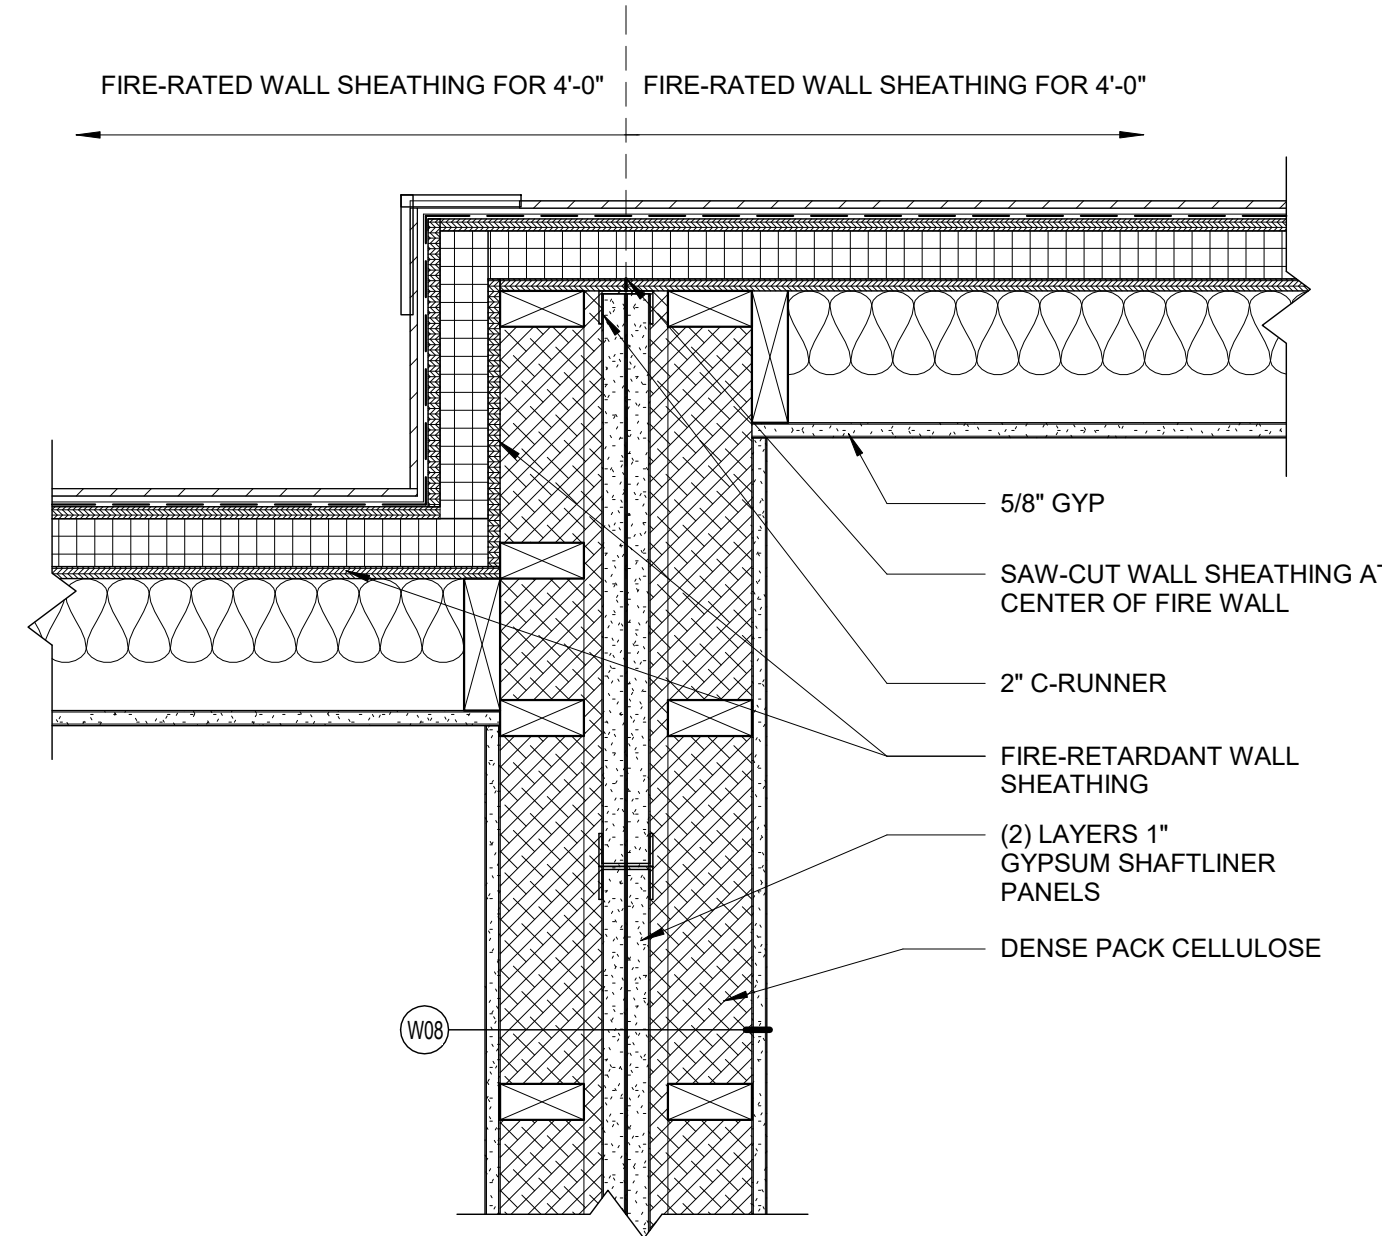 FIRE-RATED WALL SHEATHING FOR 4'-0" FIRE-RATED WALL SHEATHING FOR 4'-0"
5/8" GYP
SAW-CUT WALL SHEATHING AT
CENTER OF FIRE WALL
2" C-RUNNER
FIRE-RETARDANT WALL
SHEATHING
(2) LAYERS 1"
GYPSUM SHAFTLINER
PANELS
DENSE PACK CELLULOSE
W08